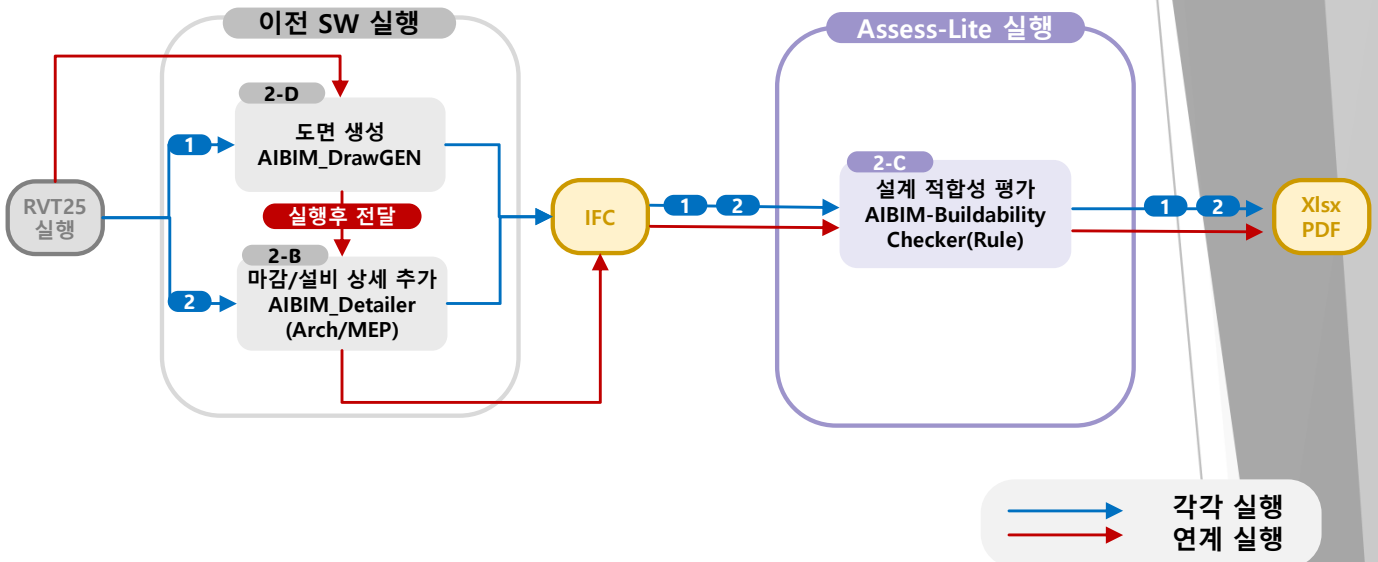 이전 SW 실행
Assess-Lite 실행
2-D
도면 생성
AIBIM_DrawGEN
1
RVT25
실행
실행후 전달
2
2-B
마감/설비 상세 추가
AIBIM_Detailer
(Arch/MEP)
IFC
1 2
2-C
설계 적합성 평가
AIBIM-Buildability
Checker(Rule)
1 2
Xlsx
PDF
각각 실행
연계 실행